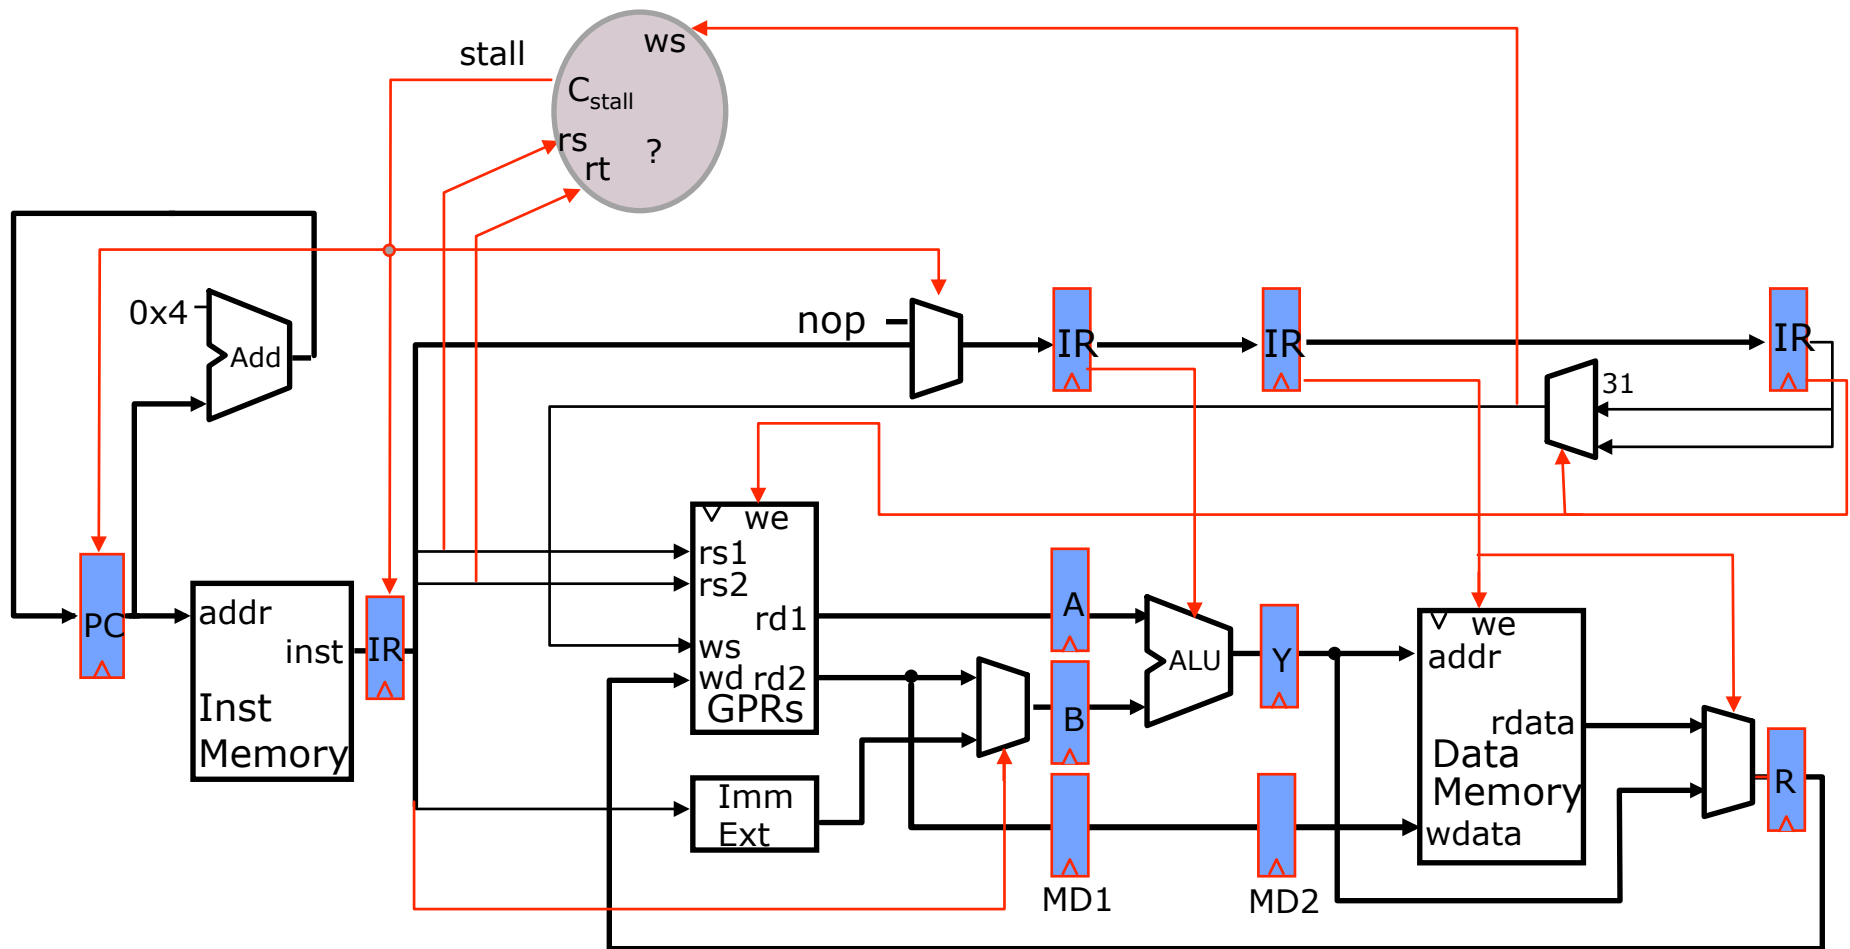 stall
ws
C stall
rs
?
rt
0x4
Add
nop
IR
IR
IR
31
we
rs1
rs2
rd1
ws
wd
rd2
GPRs
PC
addr
inst
Inst
Memory
IR
A
B
ALU
Y
we
addr
rdata
Data
Memory
wdata
R
Imm
Ext
MD1
MD2